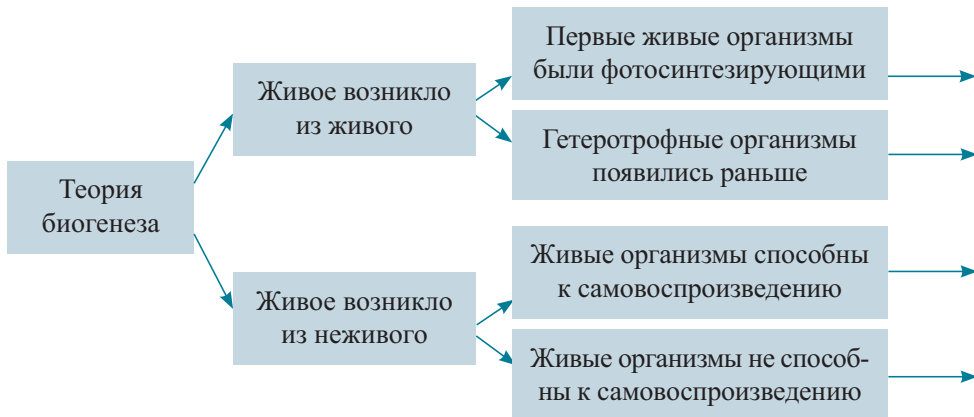 Теория
биогенеза
Живое возникло
из живого
Живое возникло
из неживого
Первые живые организмы
были фотосинтезирующими
Гетеротрофные организмы
появились раньше
Живые организмы способны
к самовоспроизведению
Живые организмы не способ-
ны к самовоспроизведению